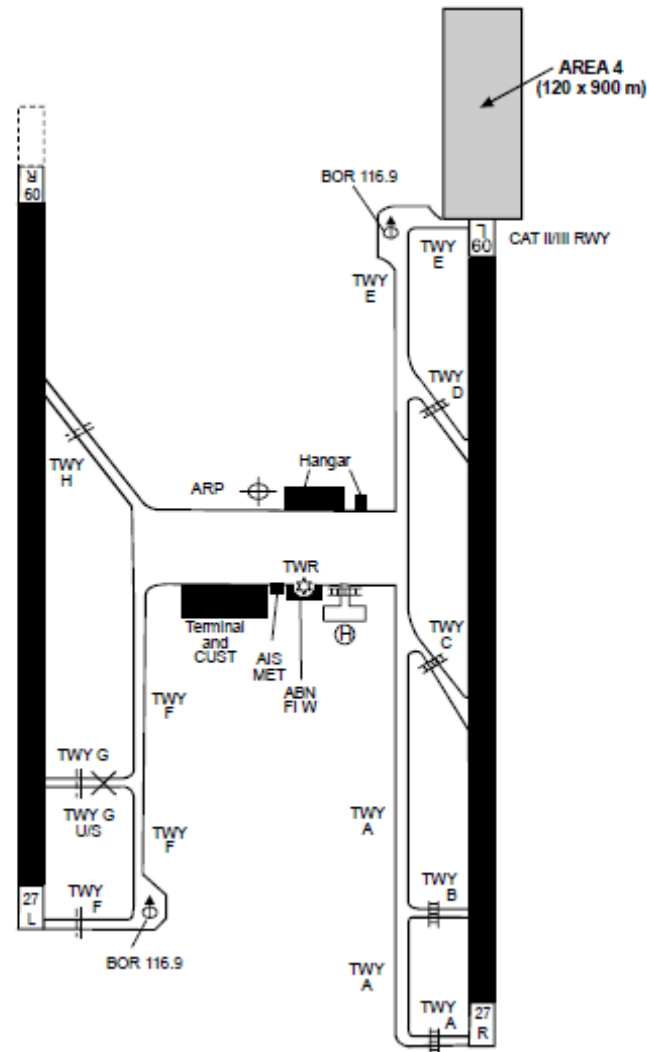 AREA 4
(120 x 900 m)
09
R
BOR 116.9
09
L
CAT II/III RWY
TWY
E
TWY
E
TWY
D
TWY
H
ARP
Hangar
TWR
Terminal
and
CUST
AIS
MET
ABN
FI W
H
TWY
C
TWY
F
TWY G
TWY G
U/S
TWY
F
TWY
A
TWY
B
27
L
TWY
F
BOR 116.9
TWY
A
TWY
A
27
R